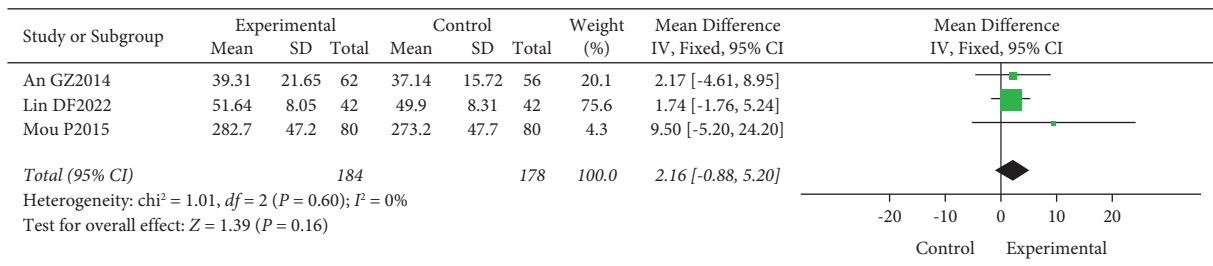 Study or Subgroup Experimental Control Weight (%) Mean Difference IV, Fixed, 95% CI Mean Difference IV, Fixed, 95% CI
Mean SD Total Mean SD Total
An GZ2014 39.31 21.65 62 37.14 15.72 56 20.1 2.17 [-4.61, 8.95]
Lin DF2022 51.64 8.05 42 49.9 8.31 42 75.6 1.74 [-1.76, 5.24]
Mou P2015 282.7 47.2 80 273.2 47.7 80 4.3 9.50 [-5.20, 24.20]
Total (95% CI) 184 178 100.0 2.16 [-0.88, 5.20]
Heterogeneity: chi² = 1.01, df = 2 (P = 0.60); I² = 0%
Test for overall effect: Z = 1.39 (P = 0.16)
-20 -10 0 10 20
Control Experimental